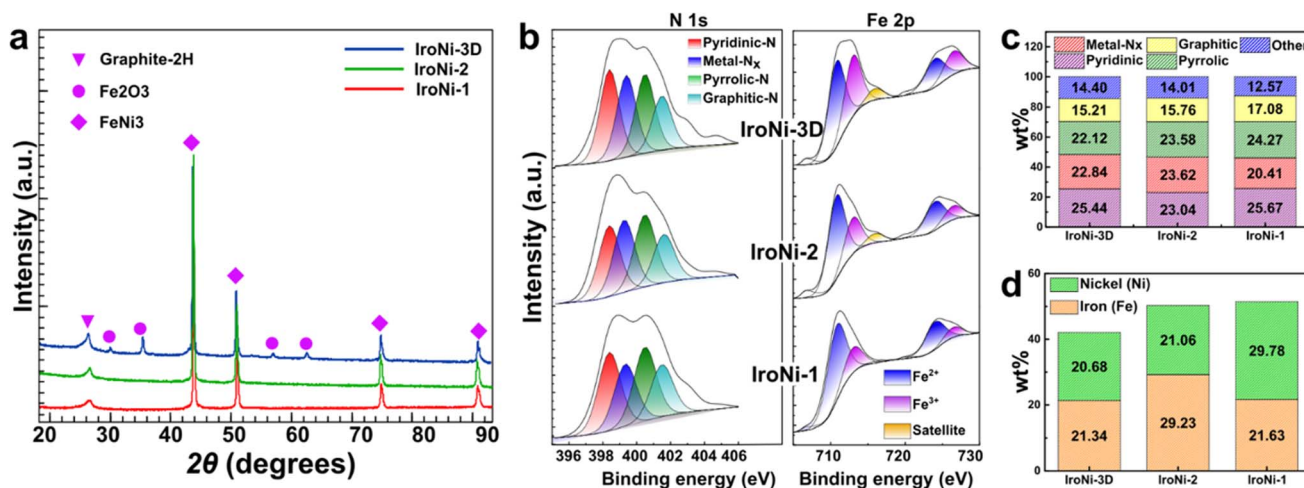 a
Graphite-2H
Fe2O3
FeNi3
IroNi-3D
IroNi-2
IroNi-1
Intensity (a.u.)
20 30 40 50 60 70 80 90
2θ (degrees)
b
N 1s
Fe 2p
Pyridinic-N
Metal-Nx
Pyrrolic-N
Graphitic-N
IroNi-3D
IroNi-2
IroNi-1
Fe2+
Fe3+
Satellite
Intensity (a.u.)
396 398 400 402 404 406
710 720 730
Binding energy (eV)
Binding energy (eV)
c
Metal-Nx
Graphitic
Other
Pyridinic
Pyrrolic
wt%
100
80
60
40
20
0
14.40 14.01 12.57
15.21 15.76 17.08
22.12 23.58 24.27
22.84 23.62 20.41
25.44 23.04 25.67
IroNi-3D IroNi-2 IroNi-1
d
Nickel (Ni)
Iron (Fe)
wt%
60
40
20
0
20.68 21.06 29.78
21.34 29.23 21.63
IroNi-3D IroNi-2 IroNi-1